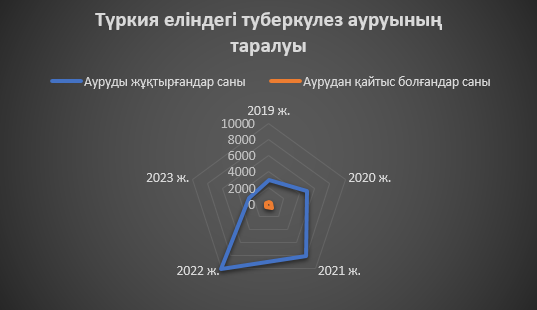 Түркия еліндегі туберкулез ауруының
таралуы
Ауруды жұқтырғандар саны Аурудан қайтыс болғандар саны
2019 ж.
10000
8000
6000
4000
2000
0
2023 ж. 2020 ж.
2022 ж. 2021 ж.